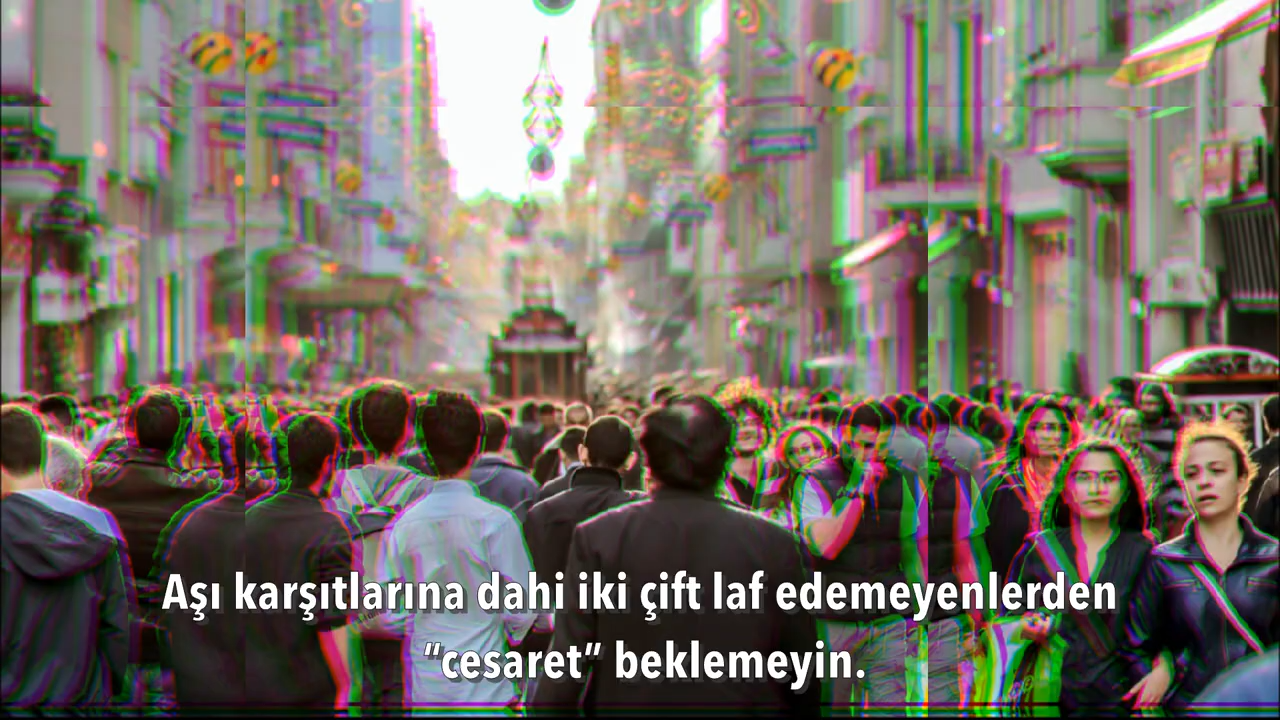 Aşı karşıtlarına dahi iki çift laf edemeyenlerden
“cesaret” beklemeyin.